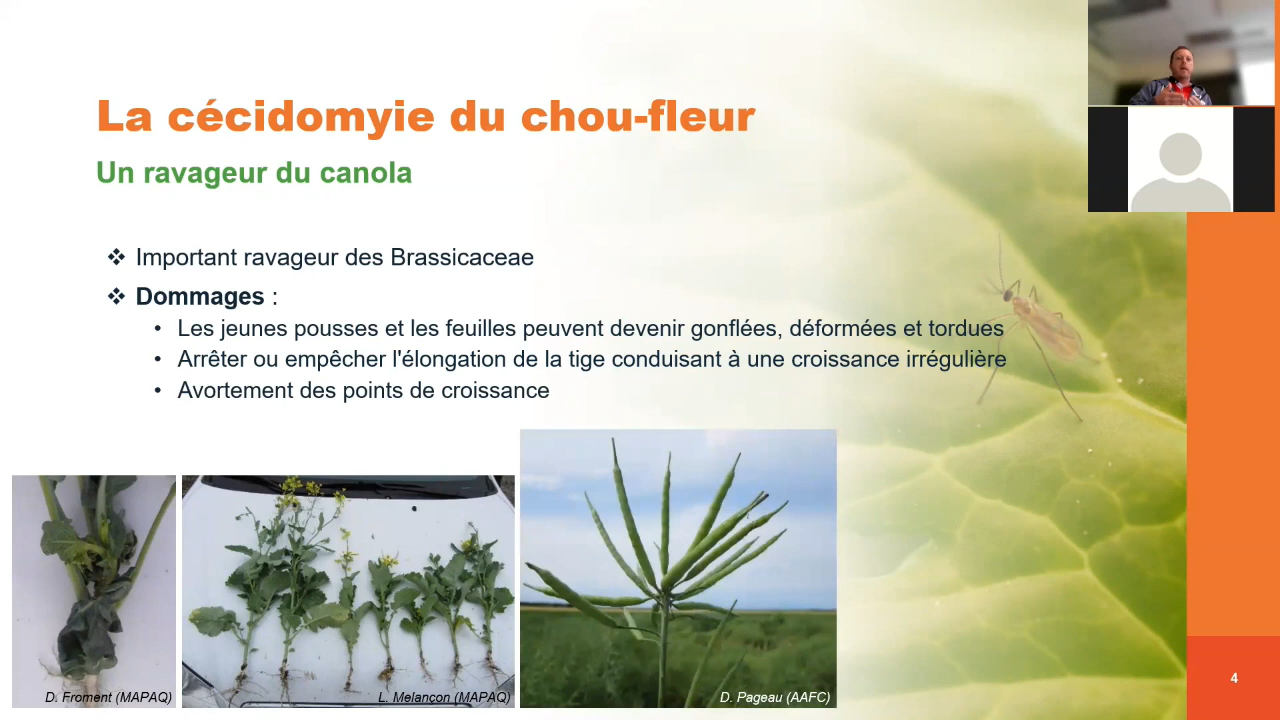 La cécidomyie du chou-fleur
Un ravageur du canola
❖ Important ravageur des Brassicaceae
❖ Dommages :
• Les jeunes pousses et les feuilles peuvent devenir gonflées, déformées et tordues
• Arrêter ou empêcher l'élongation de la tige conduisant à une croissance irrégulière
• Avortement des points de croissance
D. Froment (MAPAQ)
L. Melançon (MAPAQ)
D. Pageau (AAFC)
4